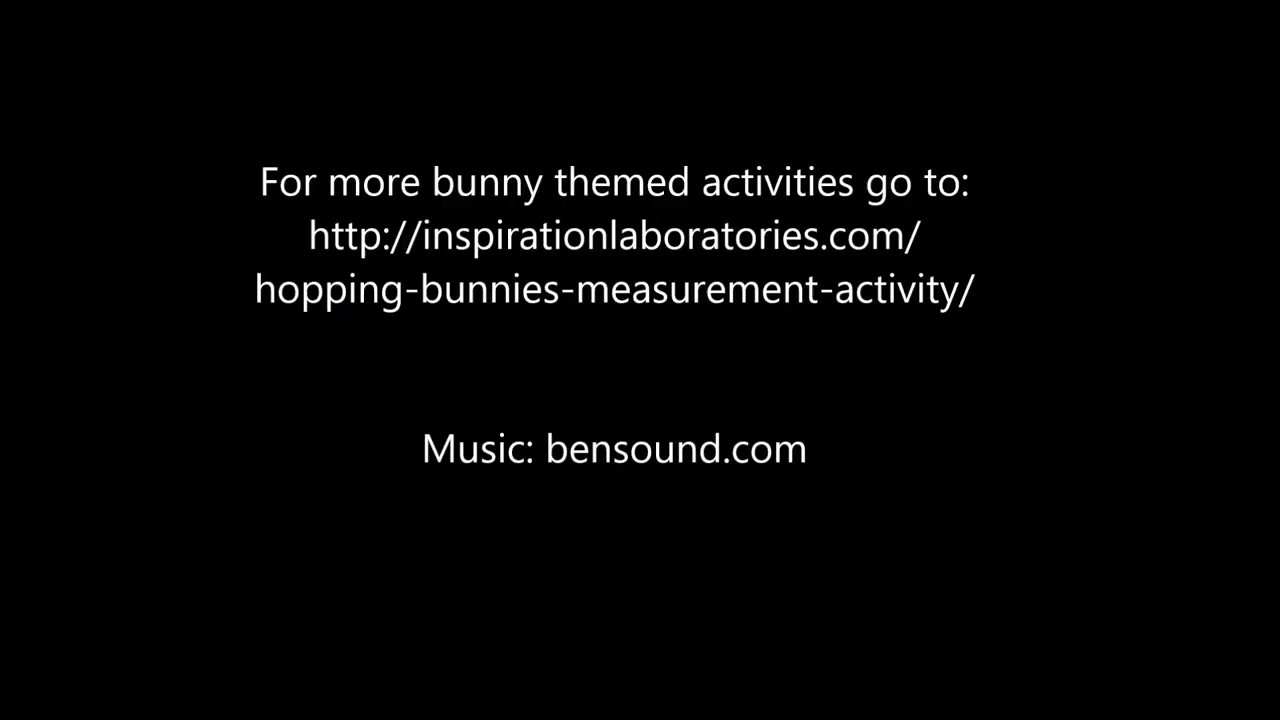 For more bunny themed activities go to:
http://inspirationlaboratories.com/
hopping-bunnies-measurement-activity/
Music: bensound.com